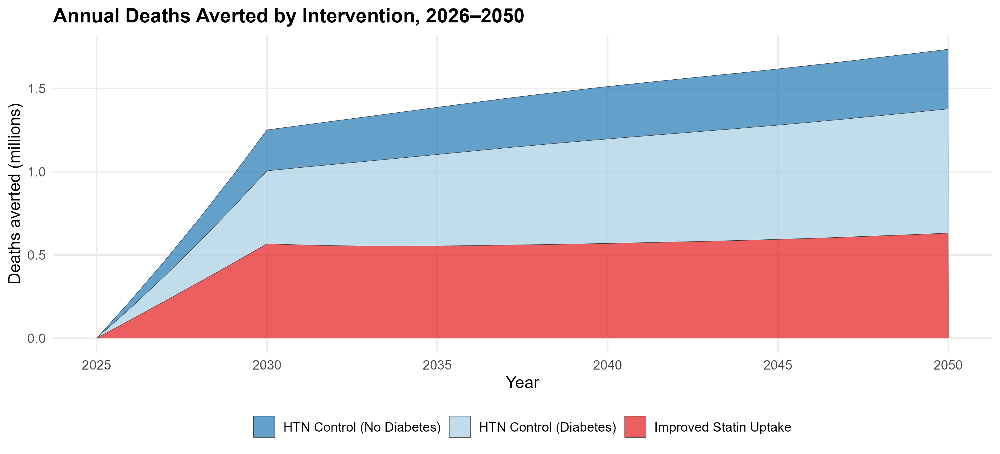 Annual Deaths Averted by Intervention, 2026–2050
Deaths averted (millions)
1.5
1.0
0.5
0.0
2025 2030 2035 2040 2045 2050
Year
HTN Control (No Diabetes) HTN Control (Diabetes) Improved Statin Uptake